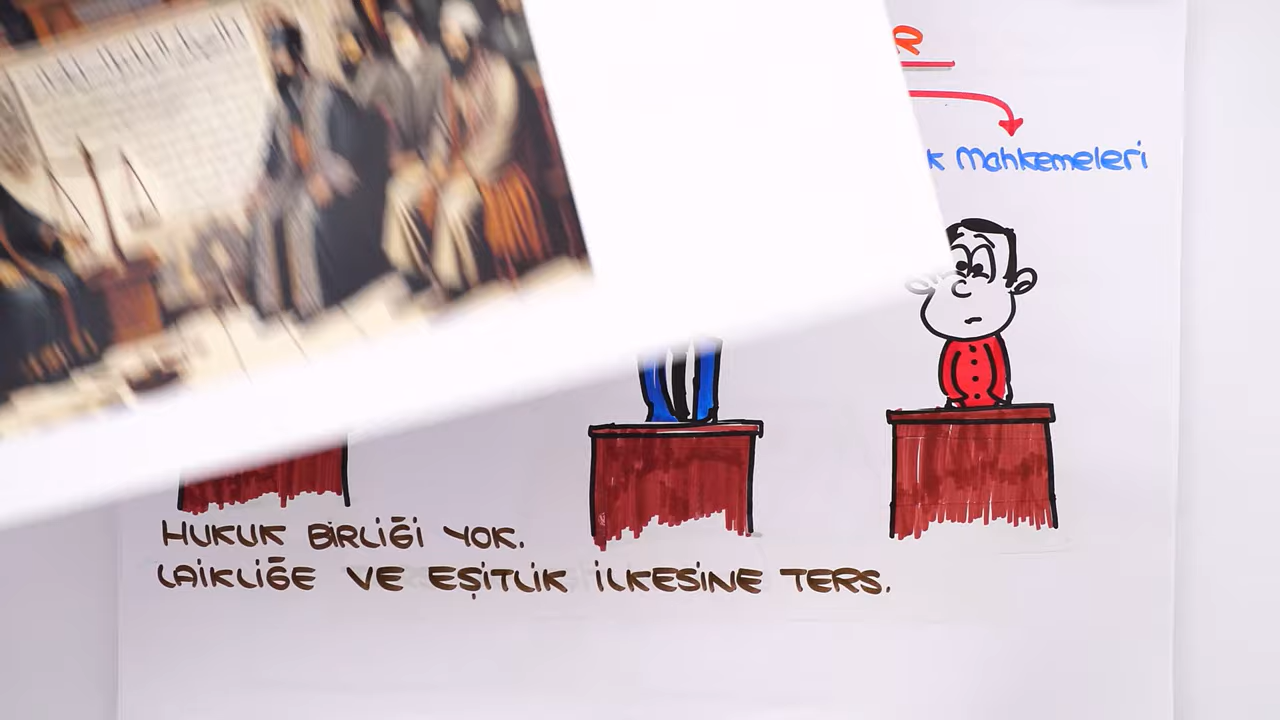 R
k Mahkemeleri
HUKUK BİRLİĞİ YOK.
LAİKLİĞE VE EŞİTLİK İLKESİNE TERS.